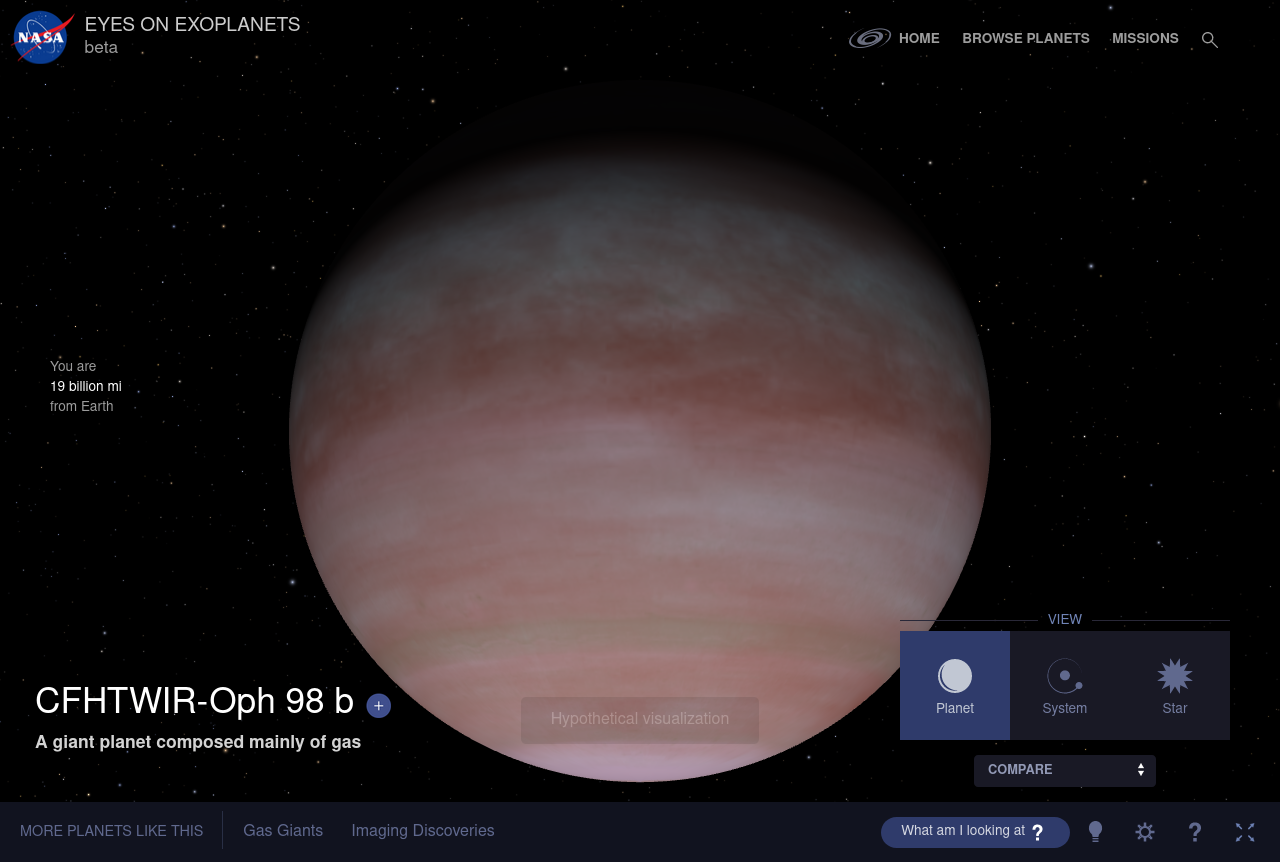 NASA
EYES ON EXOPLANETS
beta
HOME
BROWSE PLANETS
MISSIONS
You are
19 billion mi
from Earth
CFHTWIR-Oph 98 b +
A giant planet composed mainly of gas
Hypothetical visualization
VIEW
Planet
System
Star
COMPARE
MORE PLANETS LIKE THIS
Gas Giants
Imaging Discoveries
What am I looking at ?
?